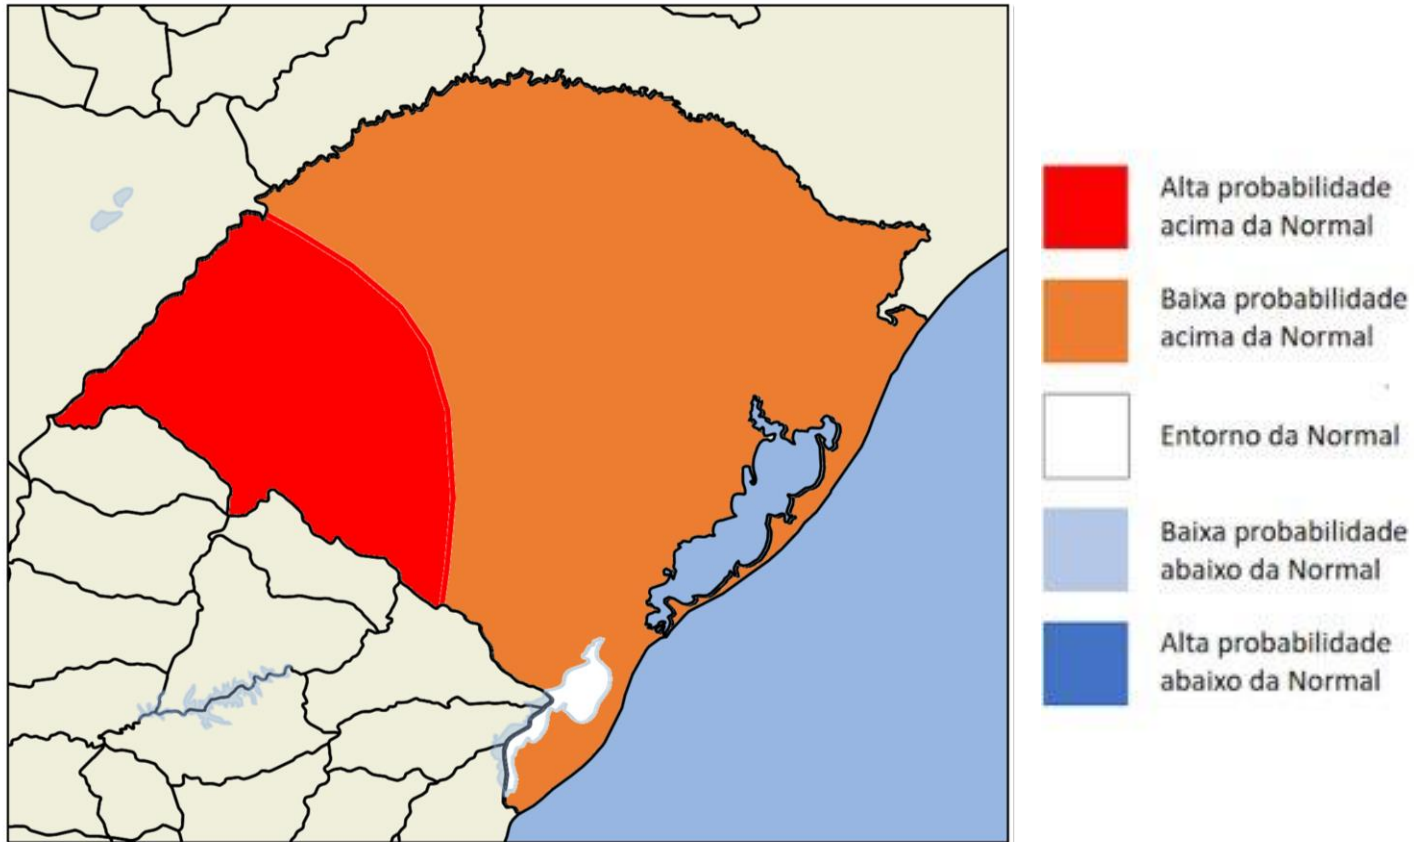 Alta probabilidade
acima da Normal
Baixa probabilidade
acima da Normal
Entorno da Normal
Baixa probabilidade
abaixo da Normal
Alta probabilidade
abaixo da Normal